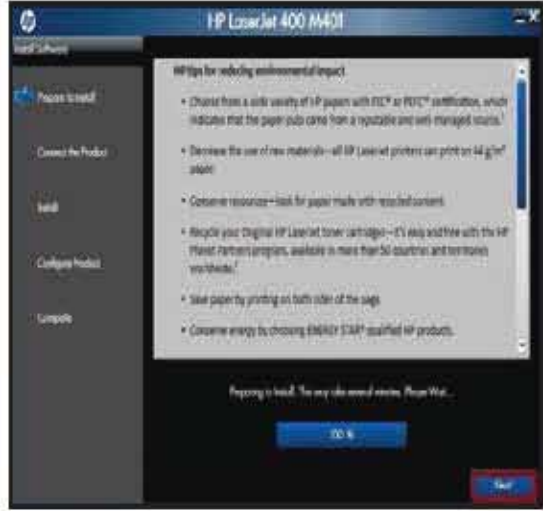 hp
HP LaserJet 400 M401
Install Software
Prepare to Install
Connect the Product
Install
Configure Product
Complete
HP tips for reducing environmental impact
• Choose from a wide variety of HP papers with FSC® or PEFC™ certification, which
indicates that the paper pulp came from a reputable and well managed source.¹
• Decrease the use of new materials—all HP LaserJet printers can print on 64 g/m²
paper.
• Conserve resources—look for paper made with recycled content.
• Recycle your Original HP LaserJet toner cartridges—it's easy and free with the HP
Planet Partners program, available in more than 50 countries and territories
worldwide.²
• Save paper by printing on both sides of the page.
• Conserve energy by choosing ENERGY STAR® qualified HP products.
Preparing to Install. This may take several minutes. Please Wait...
100 %
Next